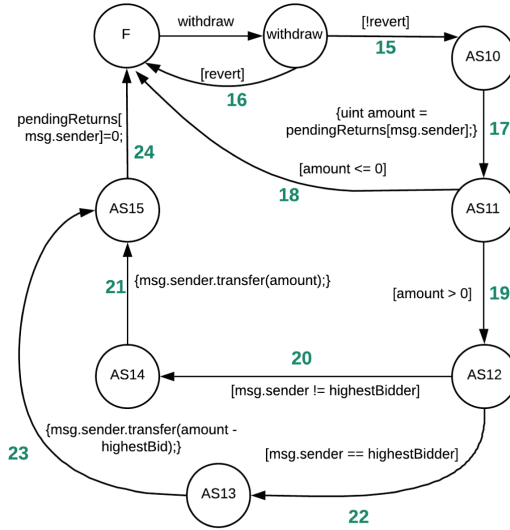 F
withdraw
withdraw
[!revert]
15
AS10
[revert]
16
{uint amount =
pendingReturns[msg.sender];}
17
pendingReturns[
msg.sender]=0;
24
[amount <= 0]
18
AS15
AS11
21
{msg.sender.transfer(amount);}
[amount > 0]
19
20
AS14
AS12
[msg.sender != highestBidder]
{msg.sender.transfer(amount -
highestBid);}
23
[msg.sender == highestBidder]
AS13
22